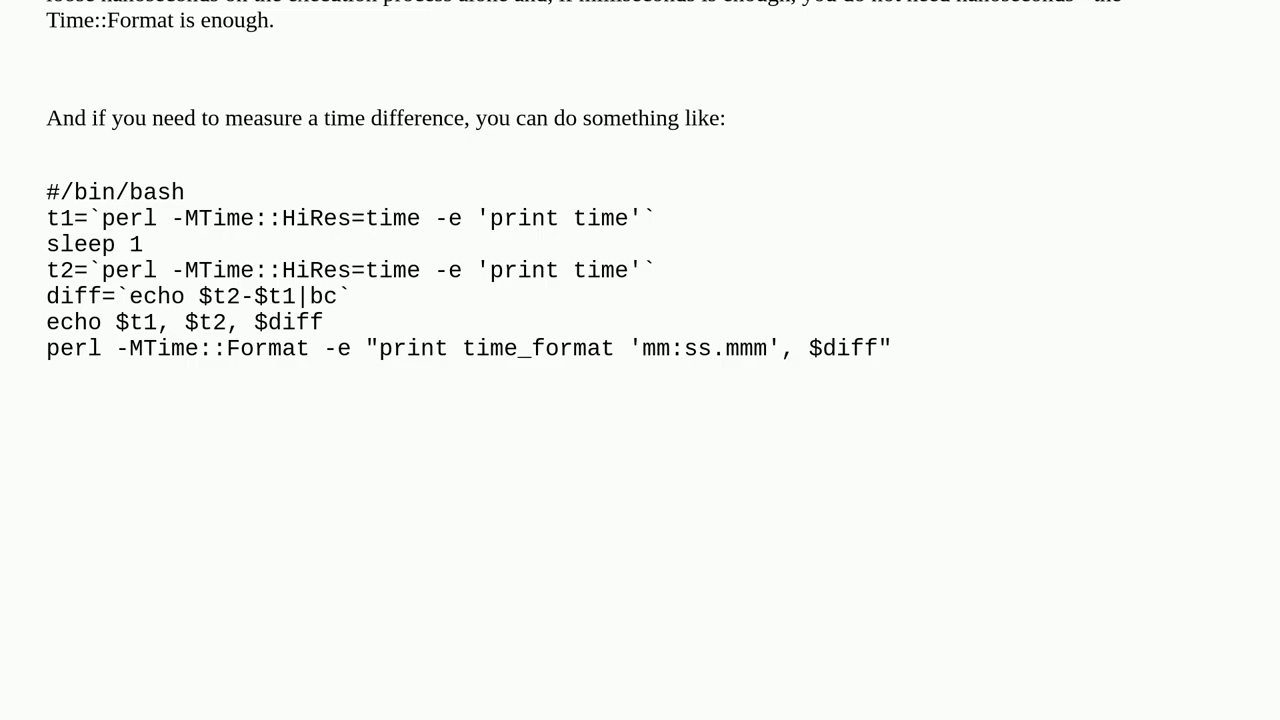 Time::Format is enough.
And if you need to measure a time difference, you can do something like:
#/bin/bash
t1=`perl -MTime::HiRes=time -e 'print time'`
sleep 1
t2=`perl -MTime::HiRes=time -e 'print time'`
diff=`echo $t2-$t1|bc`
echo $t1, $t2, $diff
perl -MTime::Format -e "print time_format 'mm:ss.mmm', $diff"